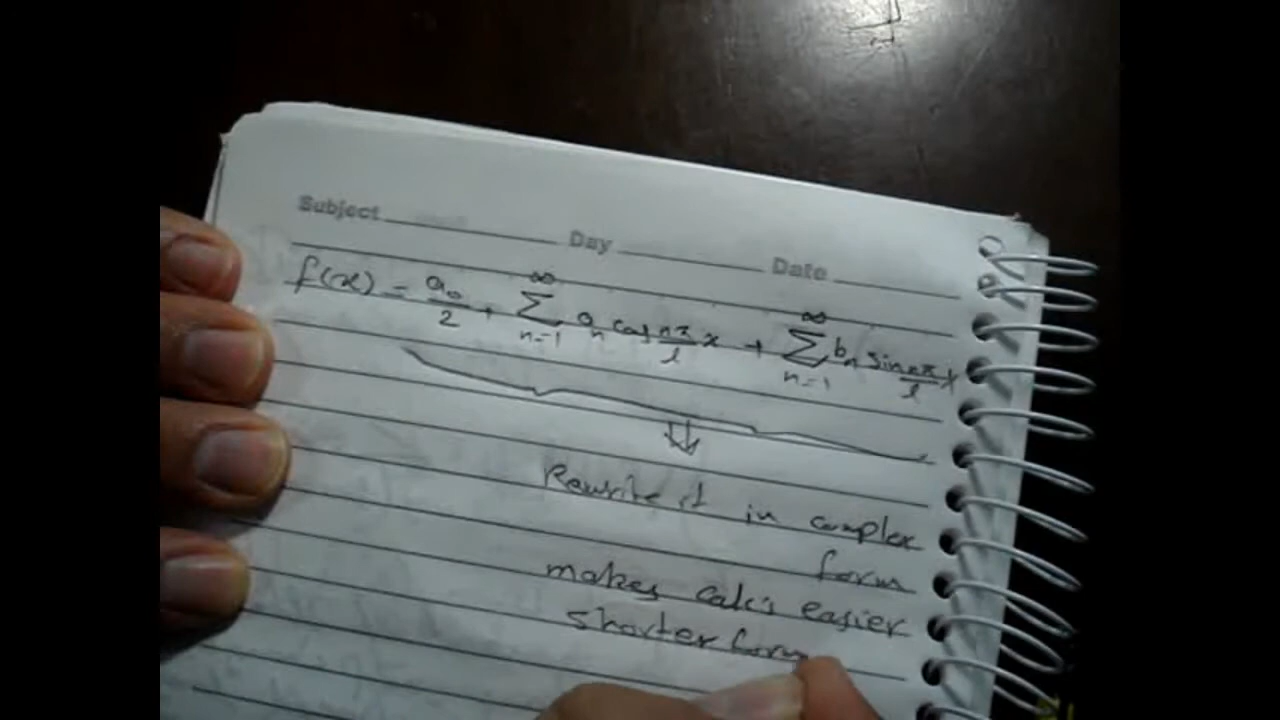 Subject Day Date
f(x) = a₀/2 + ∞∑n=1 aₙ cos nπ/l x + ∞∑n=1 bₙ sin nπ/l x
⇓
Rewrite it in complex
form
makes calc's easier
shorter form